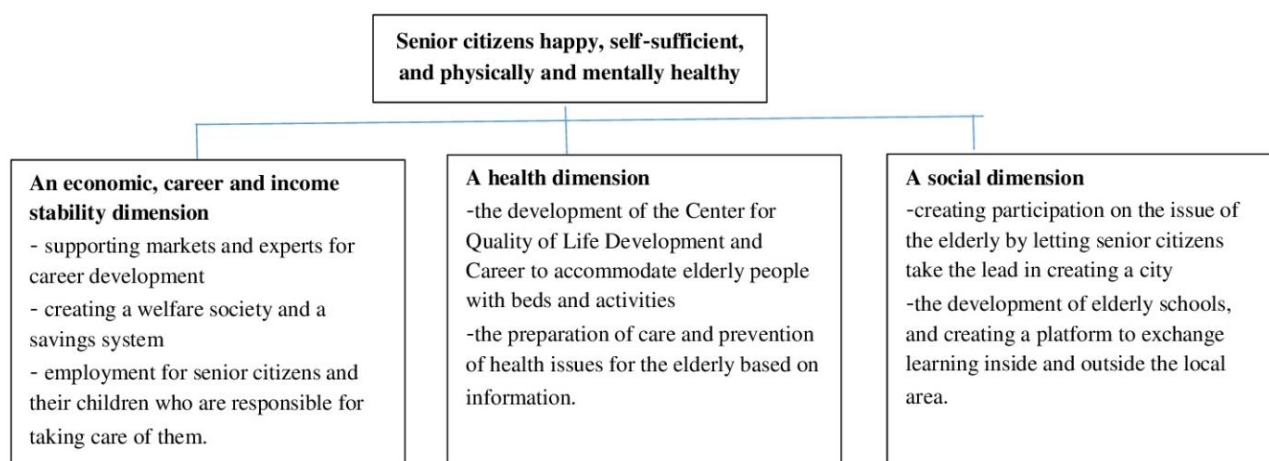 Senior citizens happy, self-sufficient,
and physically and mentally healthy
An economic, career and income
stability dimension
- supporting markets and experts for
career development
- creating a welfare society and a
savings system
- employment for senior citizens and
their children who are responsible for
taking care of them.
A health dimension
-the development of the Center for
Quality of Life Development and
Career to accommodate elderly people
with beds and activities
-the preparation of care and prevention
of health issues for the elderly based on
information.
A social dimension
-creating participation on the issue of
the elderly by letting senior citizens
take the lead in creating a city
-the development of elderly schools,
and creating a platform to exchange
learning inside and outside the local
area.